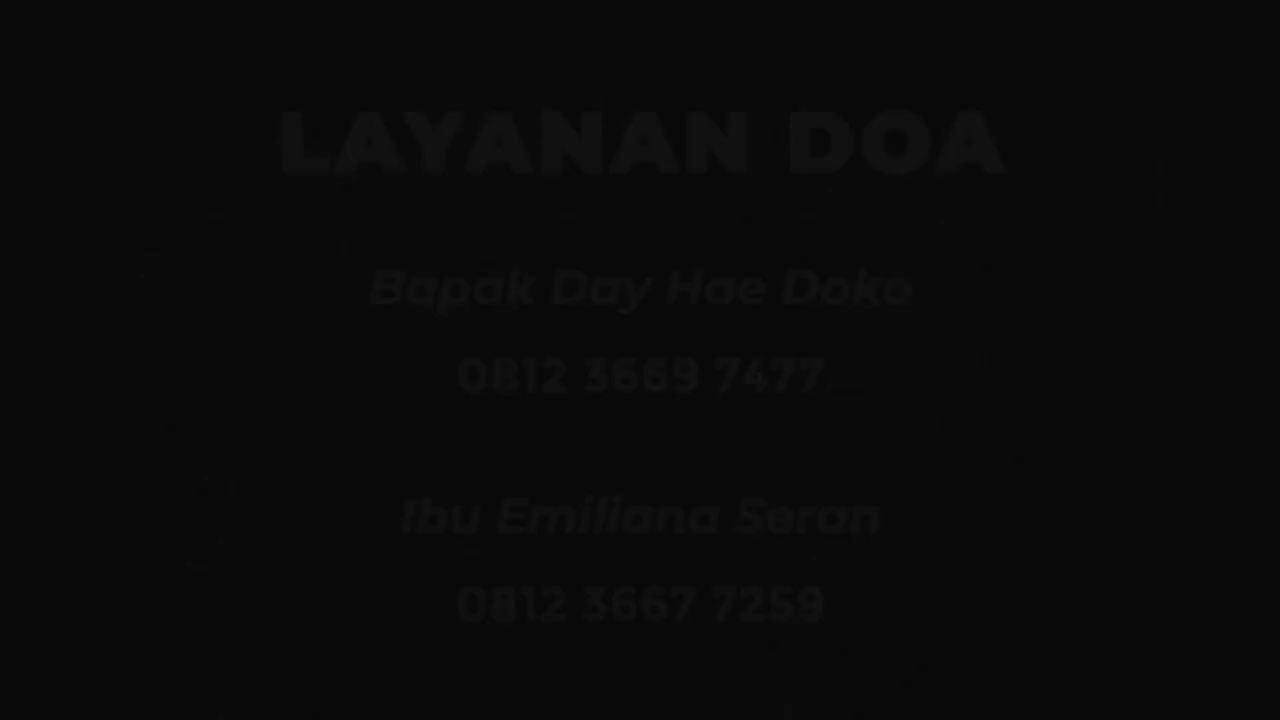 LAYANAN DOA
Bapak Day Hae Doko
0812 3669 7477
Ibu Emiliana Seran
0812 3667 7259